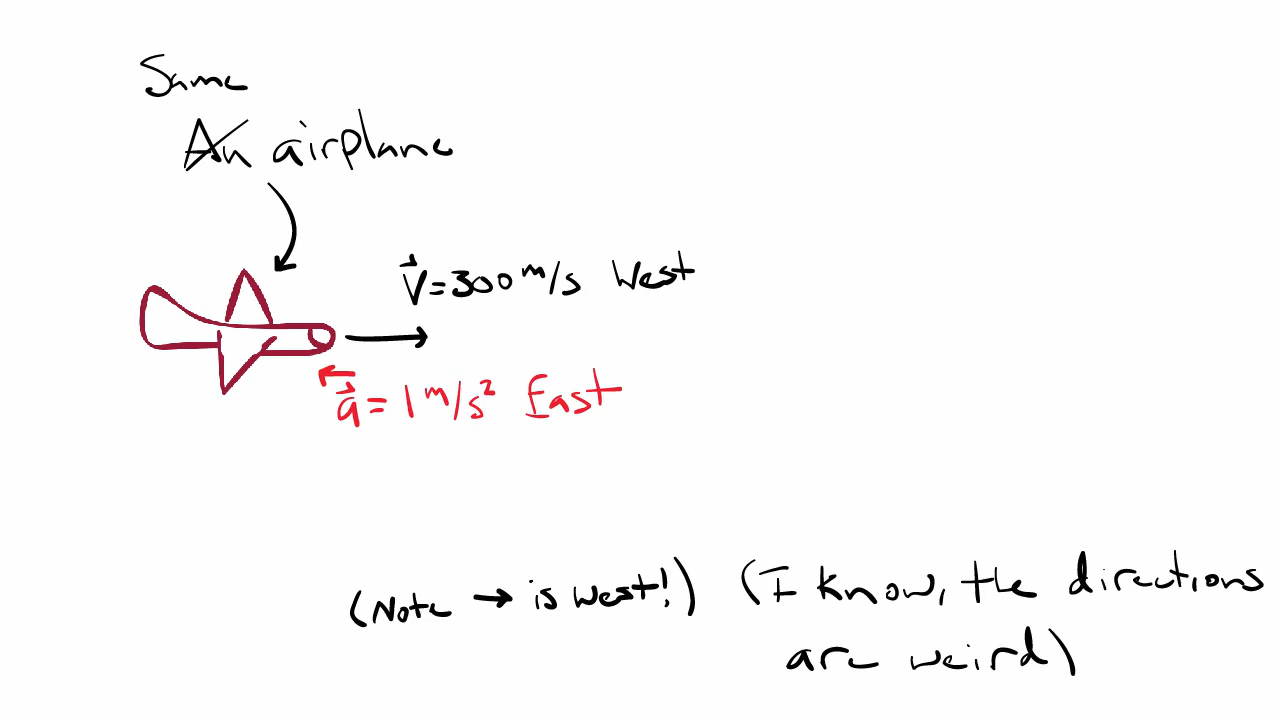 Same
An airplane
V⃗ = 300 m/s West
a⃗ = 1 m/s² East
(Note → is west!) (I know, the directions
are weird)